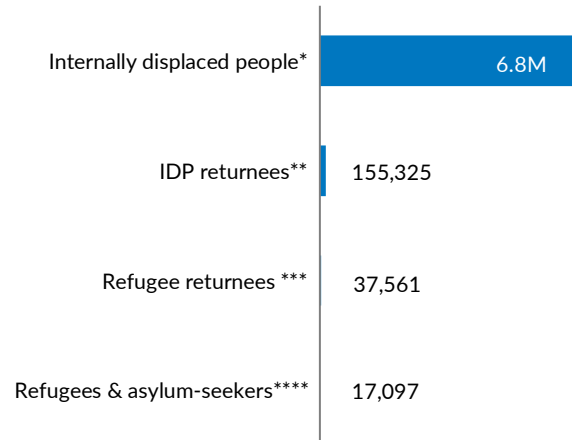 Internally displaced people* 6.8M
IDP returnees** 155,325
Refugee returnees *** 37,561
Refugees & asylum-seekers**** 17,097